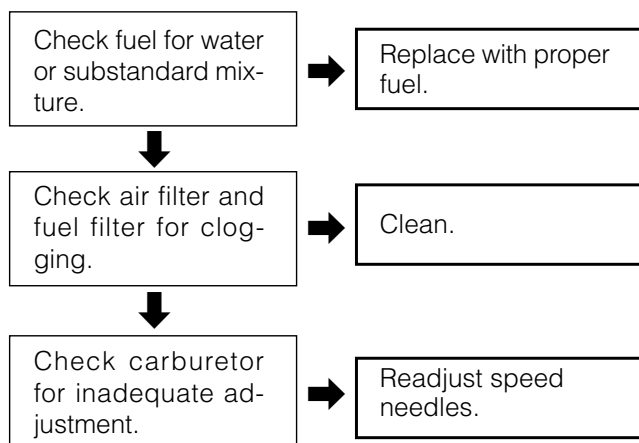 Check fuel for water
or substandard mix-
ture.
Replace with proper
fuel.
Check air filter and
fuel filter for clog-
ging.
Clean.
Check carburetor
for inadequate ad-
justment.
Readjust speed
needles.